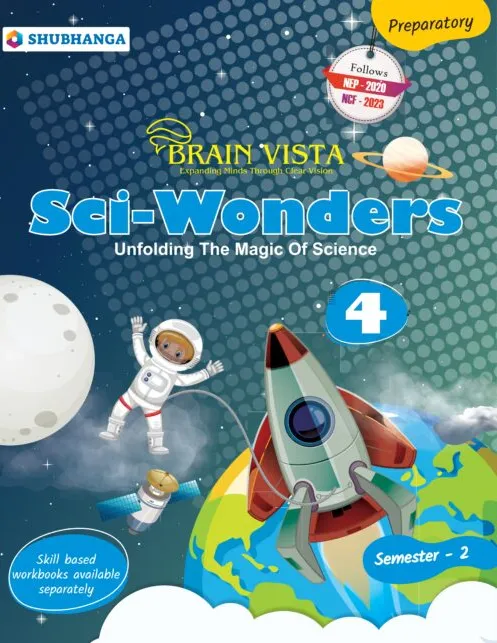 SHUBHANGA
Preparatory
Follows
NEP - 2020
NCF - 2023
BRAIN VISTA
Expanding Minds Through Clear Vision
Sci-Wonders
Unfolding The Magic Of Science
4
Skill based
workbooks available
separately
Semester - 2